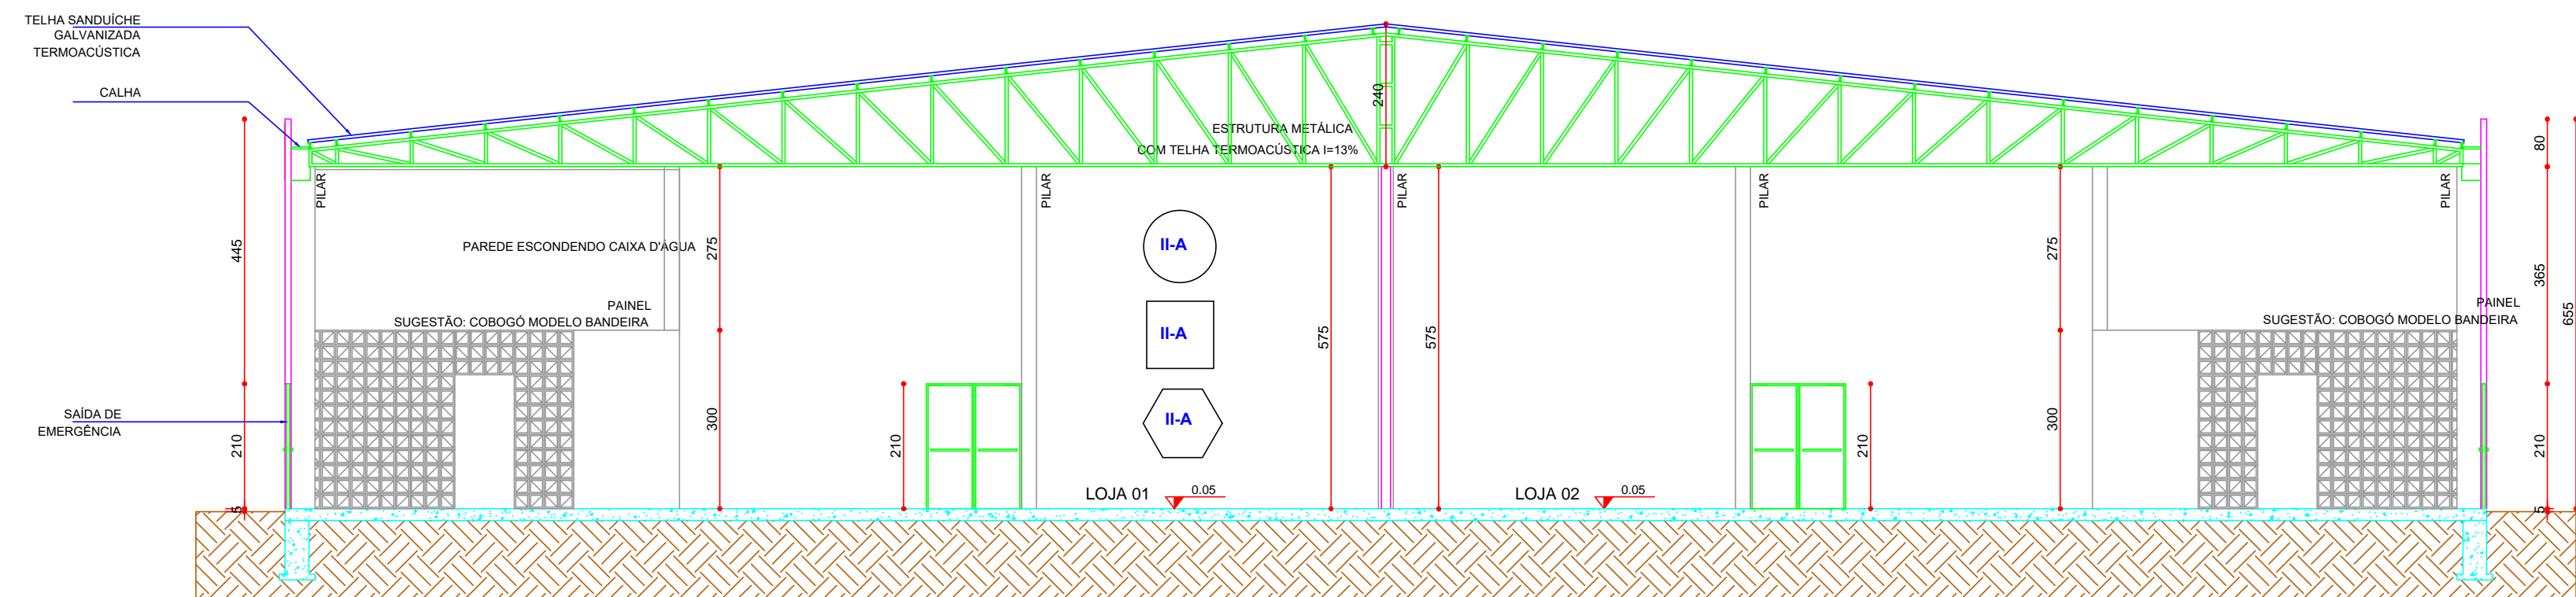 TELHA SANDUÍCHE
GALVANIZADA
TERMOACÚSTICA
CALHA
SAÍDA DE
EMERGÊNCIA
445
210
5
PILAR
PAREDE ESCONDENDO CAIXA D'ÁGUA
PAINEL
SUGESTÃO: COBOGÓ MODELO BANDEIRA
275
300
210
PILAR
ESTRUTURA METÁLICA
COM TELHA TERMOACÚSTICA I=13%
240
II-A
II-A
II-A
LOJA 01
0.05
575
PILAR
575
LOJA 02
0.05
PILAR
210
275
300
PILAR
PAINEL
SUGESTÃO: COBOGÓ MODELO BANDEIRA
80
365
210
5
655